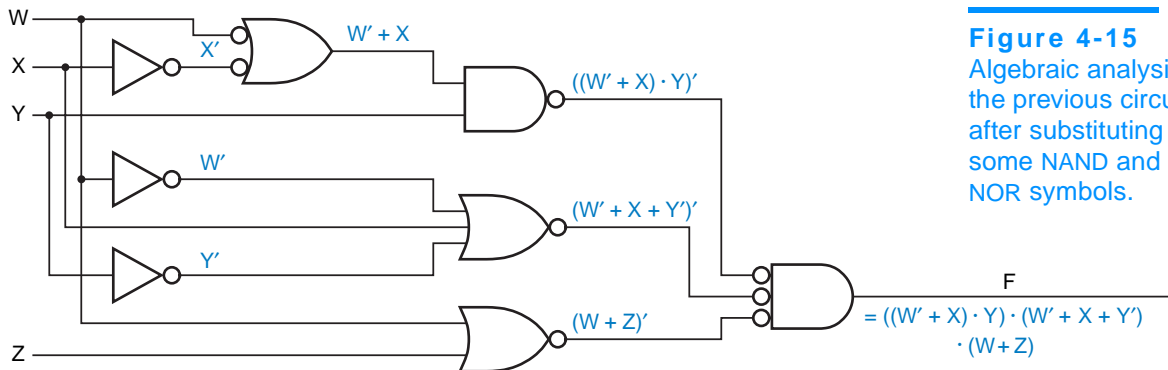 W
X
Y
Z
X′
W′ + X
((W′ + X) · Y)′
W′
(W′ + X + Y′)′
Y′
(W + Z)′
F
= ((W′ + X) · Y) · (W′ + X + Y′)
· (W + Z)
Figure 4-15
Algebraic analysi
the previous circu
after substituting
some NAND and
NOR symbols.